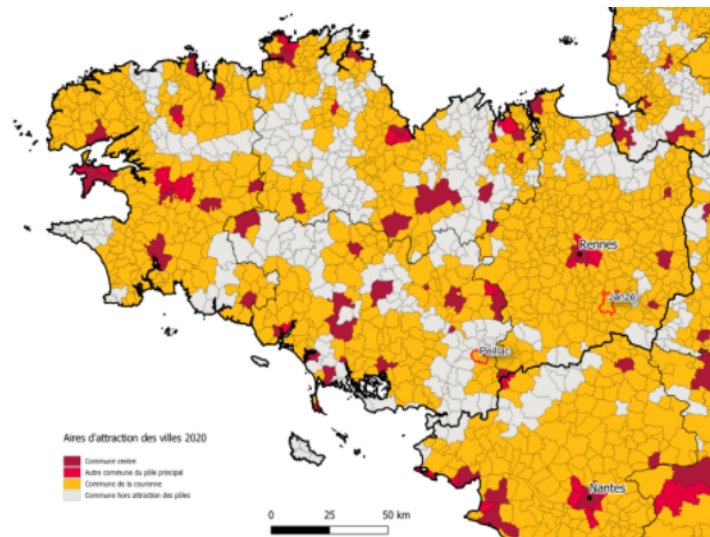 Rennes
Janzé
Peillac
Nantes
Aires d'attraction des villes 2020
Commune centre
Autre commune du pôle principal
Commune de la couronne
Commune hors attraction des pôles
0 25 50 km